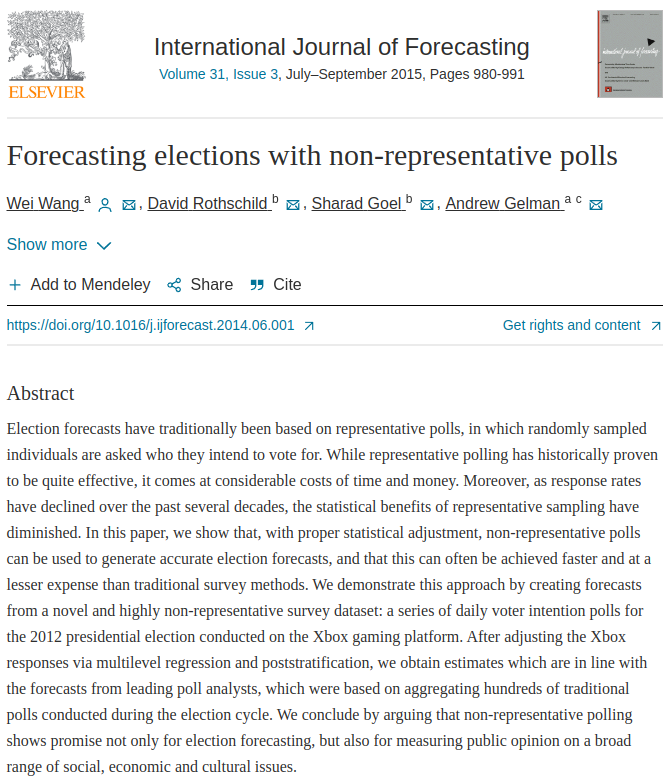 International Journal of Forecasting
Volume 31, Issue 3, July–September 2015, Pages 980-991
ELSEVIER
Forecasting elections with non-representative polls
Wei Wang a, David Rothschild b, Sharad Goel b, Andrew Gelman a c
Show more
Add to Mendeley Share Cite
https://doi.org/10.1016/j.ijforecast.2014.06.001 Get rights and content
Abstract
Election forecasts have traditionally been based on representative polls, in which randomly sampled
individuals are asked who they intend to vote for. While representative polling has historically proven
to be quite effective, it comes at considerable costs of time and money. Moreover, as response rates
have declined over the past several decades, the statistical benefits of representative sampling have
diminished. In this paper, we show that, with proper statistical adjustment, non-representative polls
can be used to generate accurate election forecasts, and that this can often be achieved faster and at a
lesser expense than traditional survey methods. We demonstrate this approach by creating forecasts
from a novel and highly non-representative survey dataset: a series of daily voter intention polls for
the 2012 presidential election conducted on the Xbox gaming platform. After adjusting the Xbox
responses via multilevel regression and poststratification, we obtain estimates which are in line with
the forecasts from leading poll analysts, which were based on aggregating hundreds of traditional
polls conducted during the election cycle. We conclude by arguing that non-representative polling
shows promise not only for election forecasting, but also for measuring public opinion on a broad
range of social, economic and cultural issues.